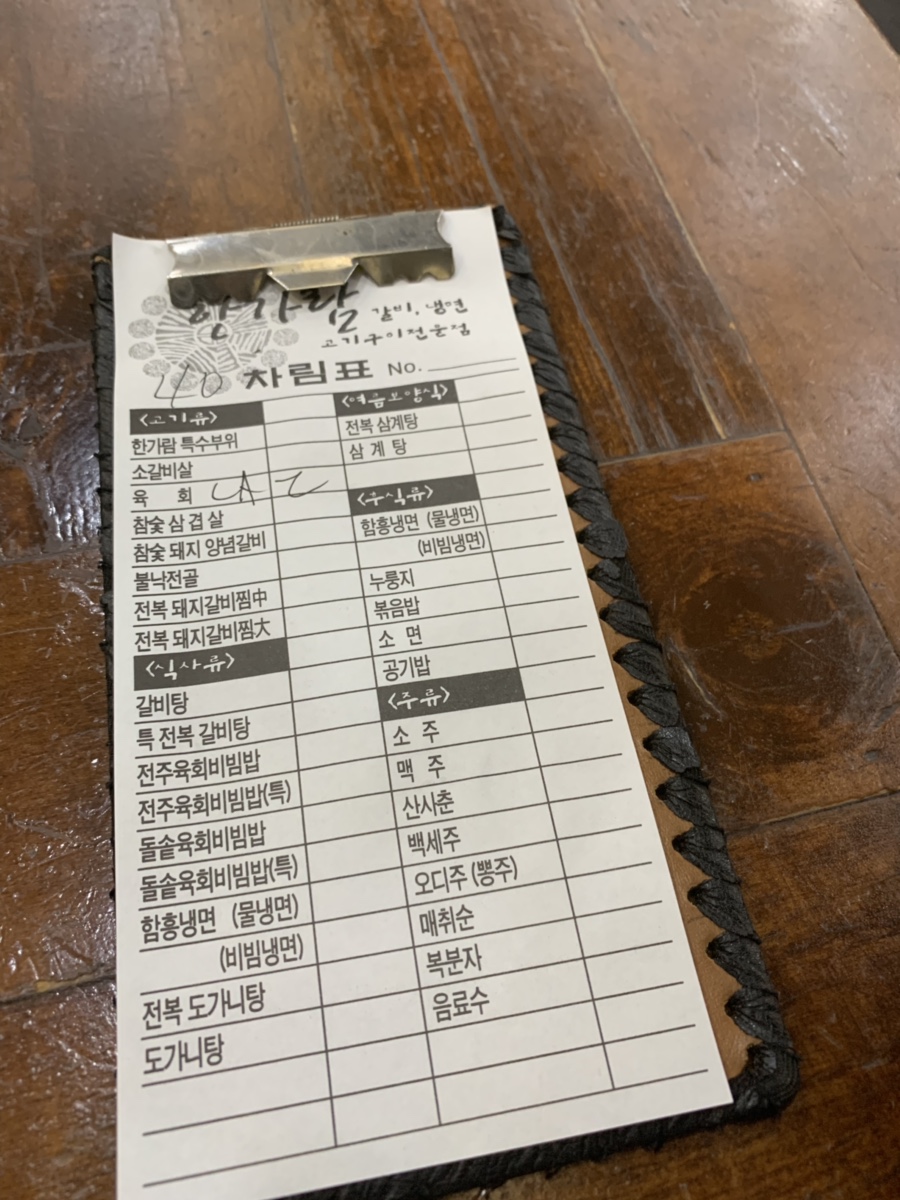 한가람 갈비, 냉면
고기구이전문점
40 차림표 No.
<고기류>
한가람 특수부위
소갈비살
육 회
참숯 삼 겹 살
참숯 돼지 양념갈비
불낙전골
전복 돼지갈비찜中
전복 돼지갈비찜大
<식사류>
갈비탕
특 전복 갈비탕
전주육회비빔밥
전주육회비빔밥(특)
돌솥육회비빔밥
돌솥육회비빔밥(특)
함흥냉면 (물냉면)
(비빔냉면)
전복 도가니탕
도가니탕
<여름보양식>
전복 삼계탕
삼 계 탕
<후식류>
함흥냉면 (물냉면)
(비빔냉면)
누룽지
볶음밥
소 면
공기밥
<주류>
소 주
맥 주
산사춘
백세주
오디주 (뽕주)
매취순
복분자
음료수